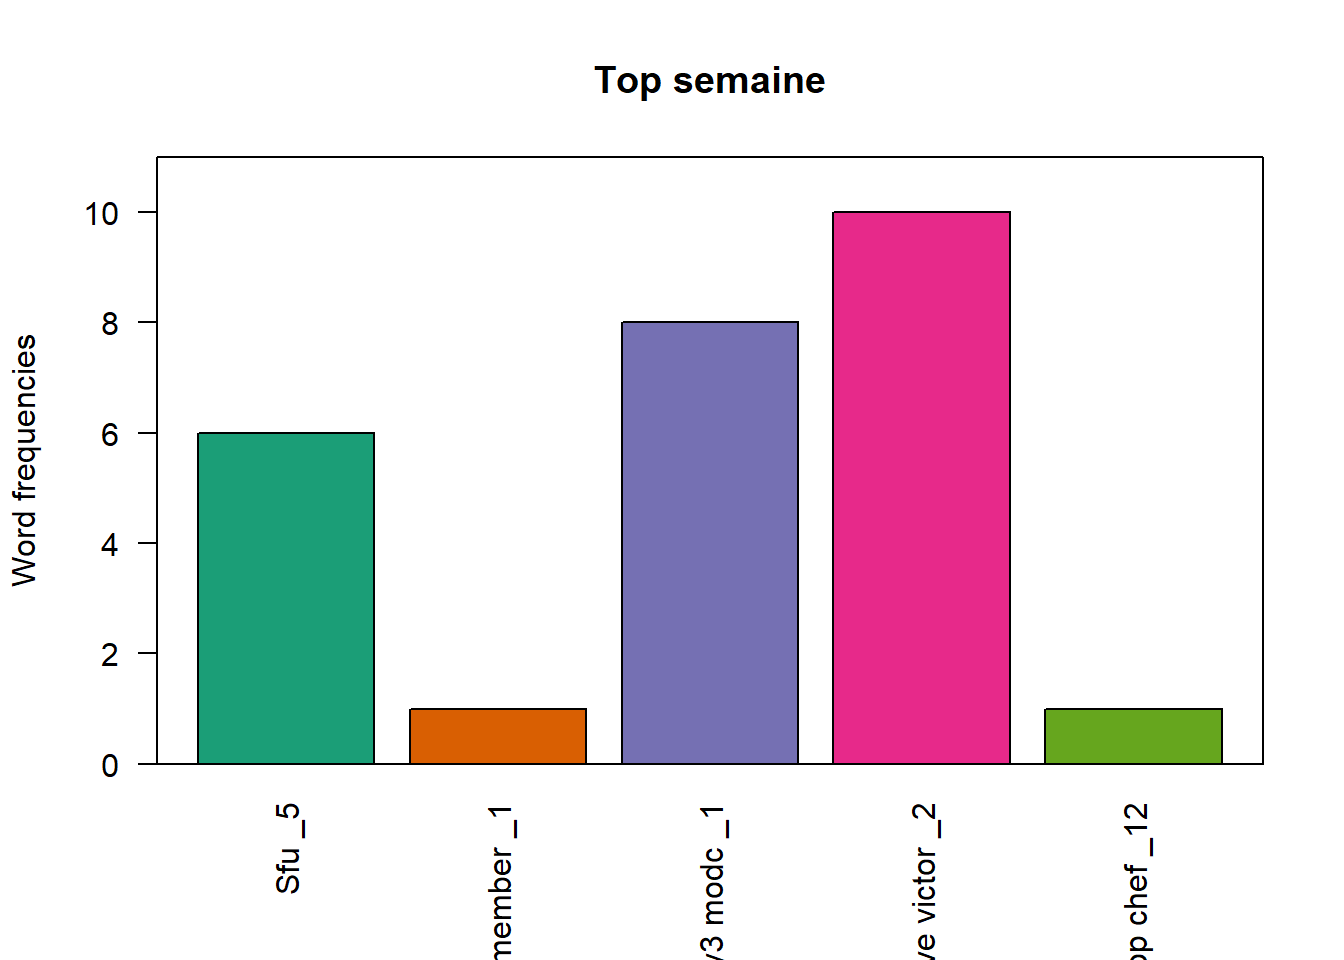 Top semaine
Word frequencies
10
8
6
4
2
0
Sfu _5
member _1
modc _1
victor _2
chef _12